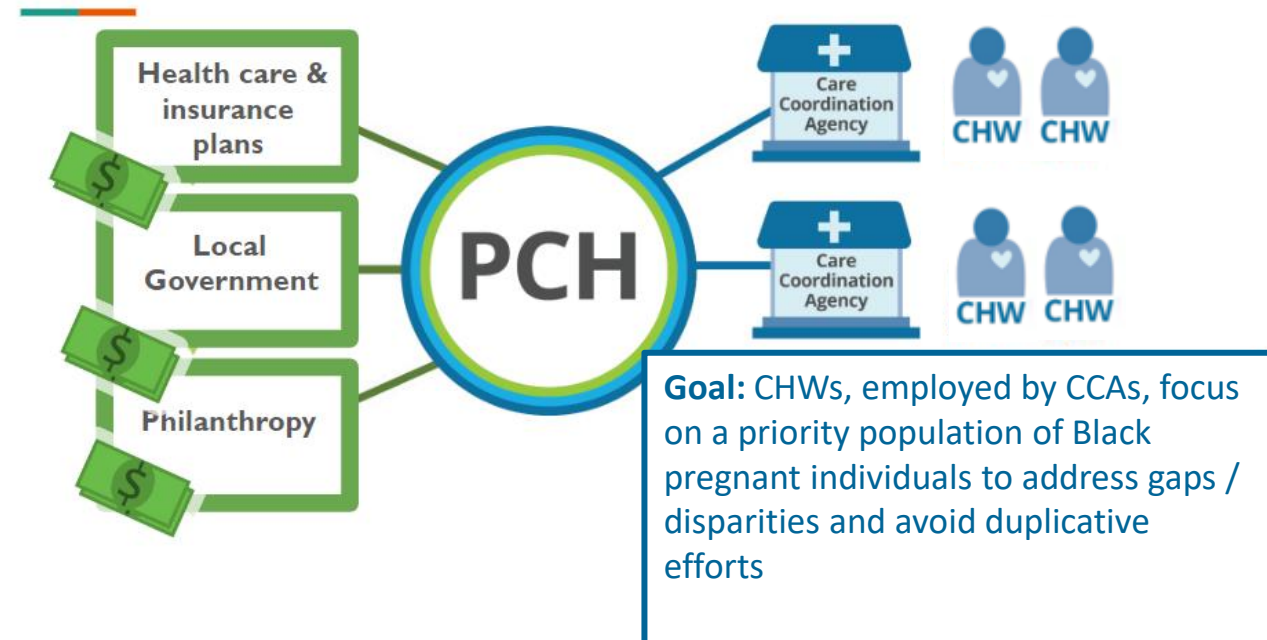 Health care &
insurance
plans
$
Local
Government
$
Philanthropy
$
PCH
Care
Coordination
Agency
CHW CHW
Care
Coordination
Agency
CHW CHW
Goal: CHWs, employed by CCAs, focus
on a priority population of Black
pregnant individuals to address gaps /
disparities and avoid duplicative
efforts